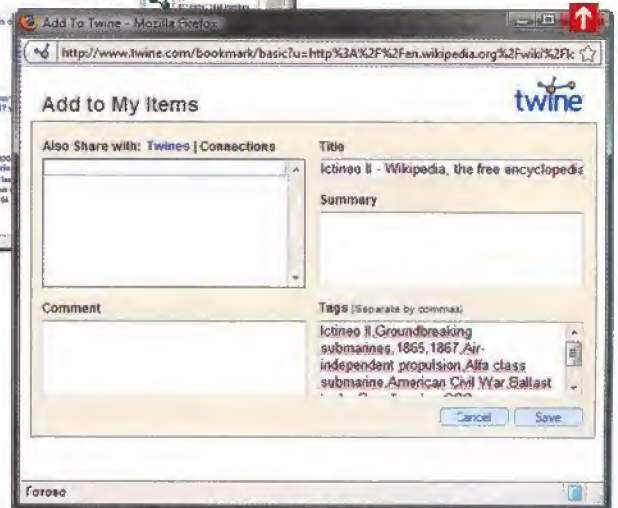 Add To Twine - Mozilla Firefox
http://www.twine.com/bookmark/basic?u=http%3A%2F%2Fen.wikipedia.org%2Fwiki%2FIc
Add to My Items
twine
Also Share with: Twines | Connections
Title
Ictineo II - Wikipedia, the free encyclopedia
Summary
Comment
Tags (Separate by commas)
Ictineo II,Groundbreaking
submarines,1865,1867,Air-
independent propulsion,Alfa class
submarine,American Civil War,Ballast
Cancel
Save
Готово